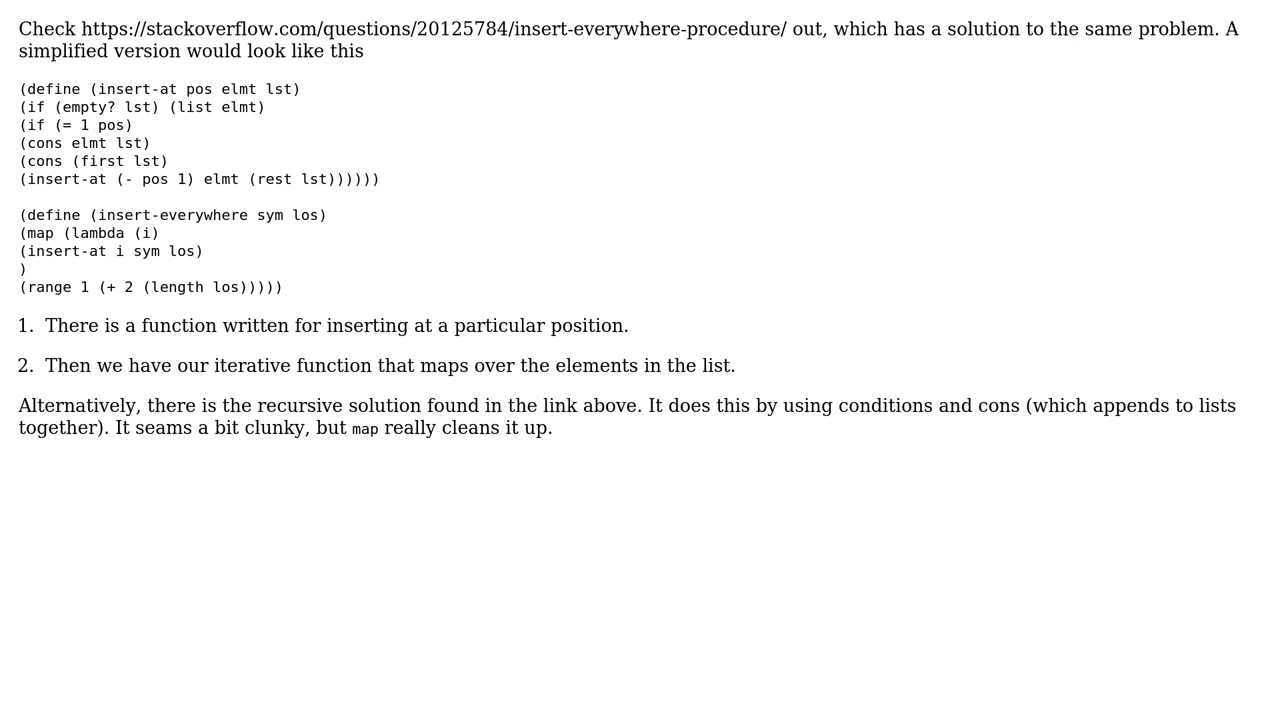 Check https://stackoverflow.com/questions/20125784/insert-everywhere-procedure/ out, which has a solution to the same problem. A
simplified version would look like this
(define (insert-at pos elmt lst)
(if (empty? lst) (list elmt)
(if (= 1 pos)
(cons elmt lst)
(cons (first lst)
(insert-at (- pos 1) elmt (rest lst))))))
(define (insert-everywhere sym los)
(map (lambda (i)
(insert-at i sym los)
)
(range 1 (+ 2 (length los)))))
1. There is a function written for inserting at a particular position.
2. Then we have our iterative function that maps over the elements in the list.
Alternatively, there is the recursive solution found in the link above. It does this by using conditions and cons (which appends to lists
together). It seams a bit clunky, but map really cleans it up.